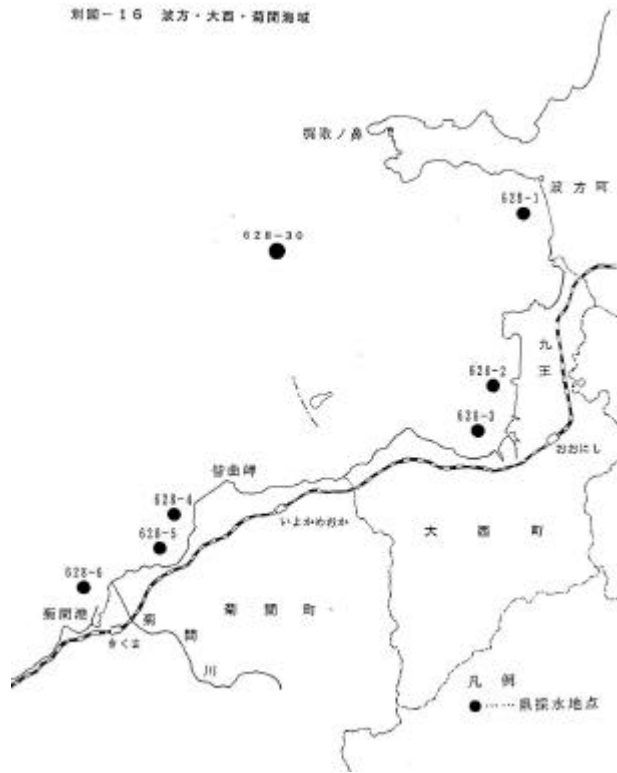 別図－16 波方・大西・菊間海域
梶取ノ鼻
波方町
628-1
628-30
九王
628-2
628-3
おおにし
628-4
628-5
いよかめおか
大西町
628-6
菊間港
きくま
菊間町
菊間川
凡例
●……県採水地点